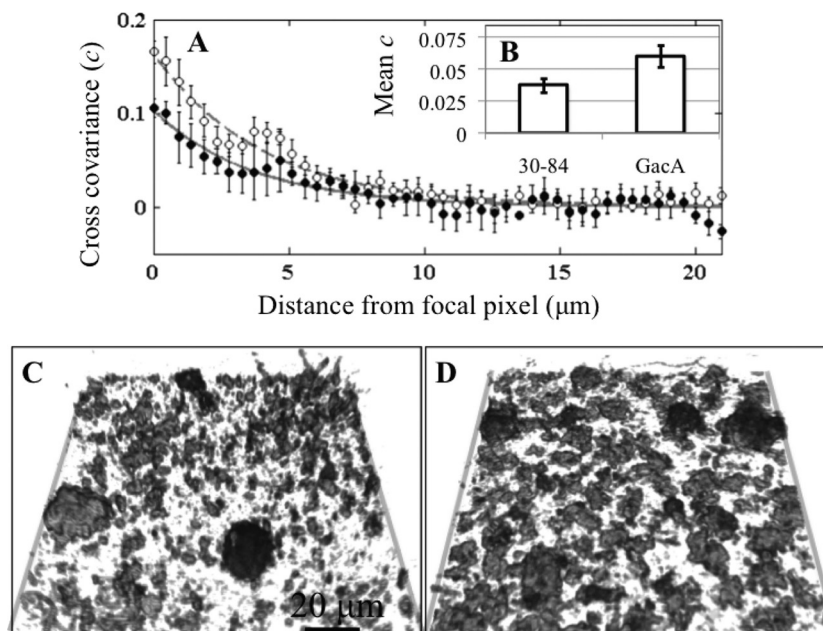 A
B
Cross covariance (c)
0.2
0.1
0
0
5
10
15
20
Distance from focal pixel (μm)
Mean c
0.075
0.05
0.025
0
30-84
GacA
C
D
20 μm